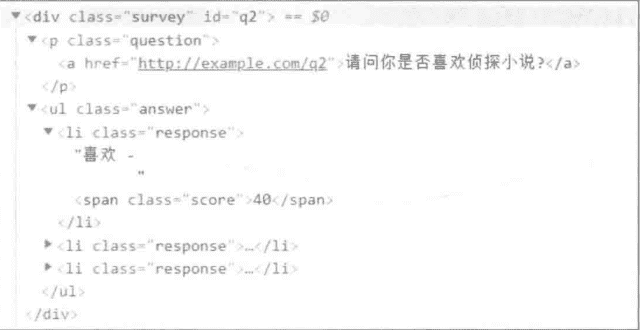 ▼<div class="survey" id="q2"> == $0
▼<p class="question">
<a href="http://example.com/q2">请问你是否喜欢侦探小说?</a>
</p>
▼<ul class="answer">
▼<li class="response">
"喜欢 -
"
<span class="score">40</span>
</li>
▶<li class="response">…</li>
▶<li class="response">…</li>
</ul>
</div>